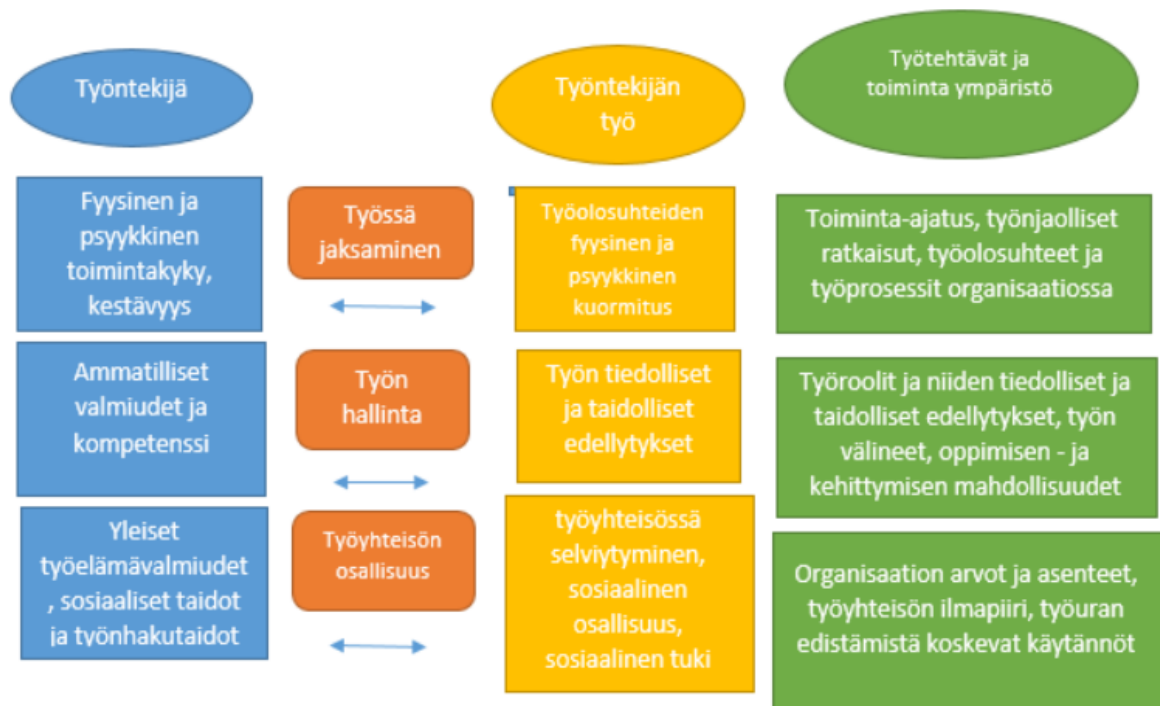 Työntekijä
Työntekijän
työ
Työtehtävät ja
toiminta ympäristö
Fyysinen ja
psyykkinen
toimintakyky,
kestävyys
Työssä
jaksaminen
Työolosuhteiden
fyysinen ja
psyykkinen
kuormitus
Toiminta-ajatus, työnjaolliset
ratkaisut, työolosuhteet ja
työprosessit organisaatiossa
Ammatilliset
valmiudet ja
kompetenssi
Työn
hallinta
Työn tiedolliset
ja taidolliset
edellytykset
Työroolit ja niiden tiedolliset ja
taidolliset edellytykset, työn
välineet, oppimisen - ja
kehittymisen mahdollisuudet
Yleiset
työelämävalmiudet
, sosiaaliset taidot
ja työnhakutaidot
Työyhteisön
osallisuus
työyhteisössä
selviytyminen,
sosiaalinen
osallisuus,
sosiaalinen tuki
Organisaation arvot ja asenteet,
työyhteisön ilmapiiri, työuran
edistämistä koskevat käytännöt